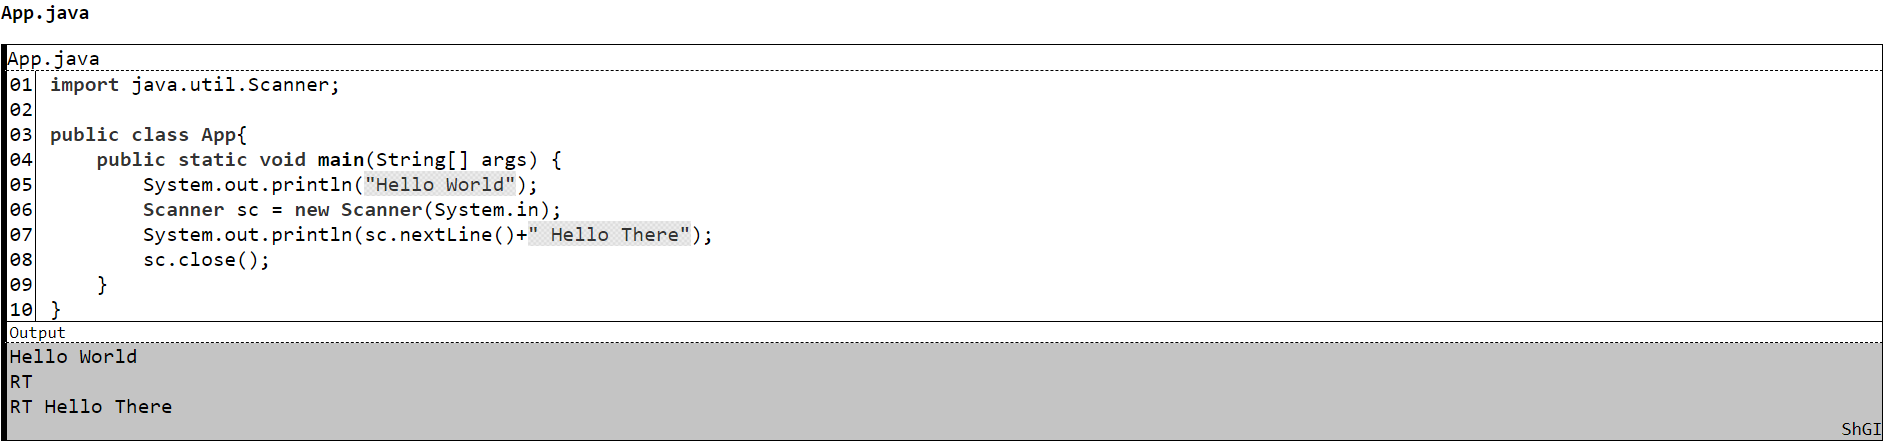 App.java
App.java
01 import java.util.Scanner;
02
03 public class App{
04     public static void main(String[] args) {
05         System.out.println("Hello World");
06         Scanner sc = new Scanner(System.in);
07         System.out.println(sc.nextLine()+" Hello There");
08         sc.close();
09     }
10 }
Output
Hello World
RT
RT Hello There
ShGI